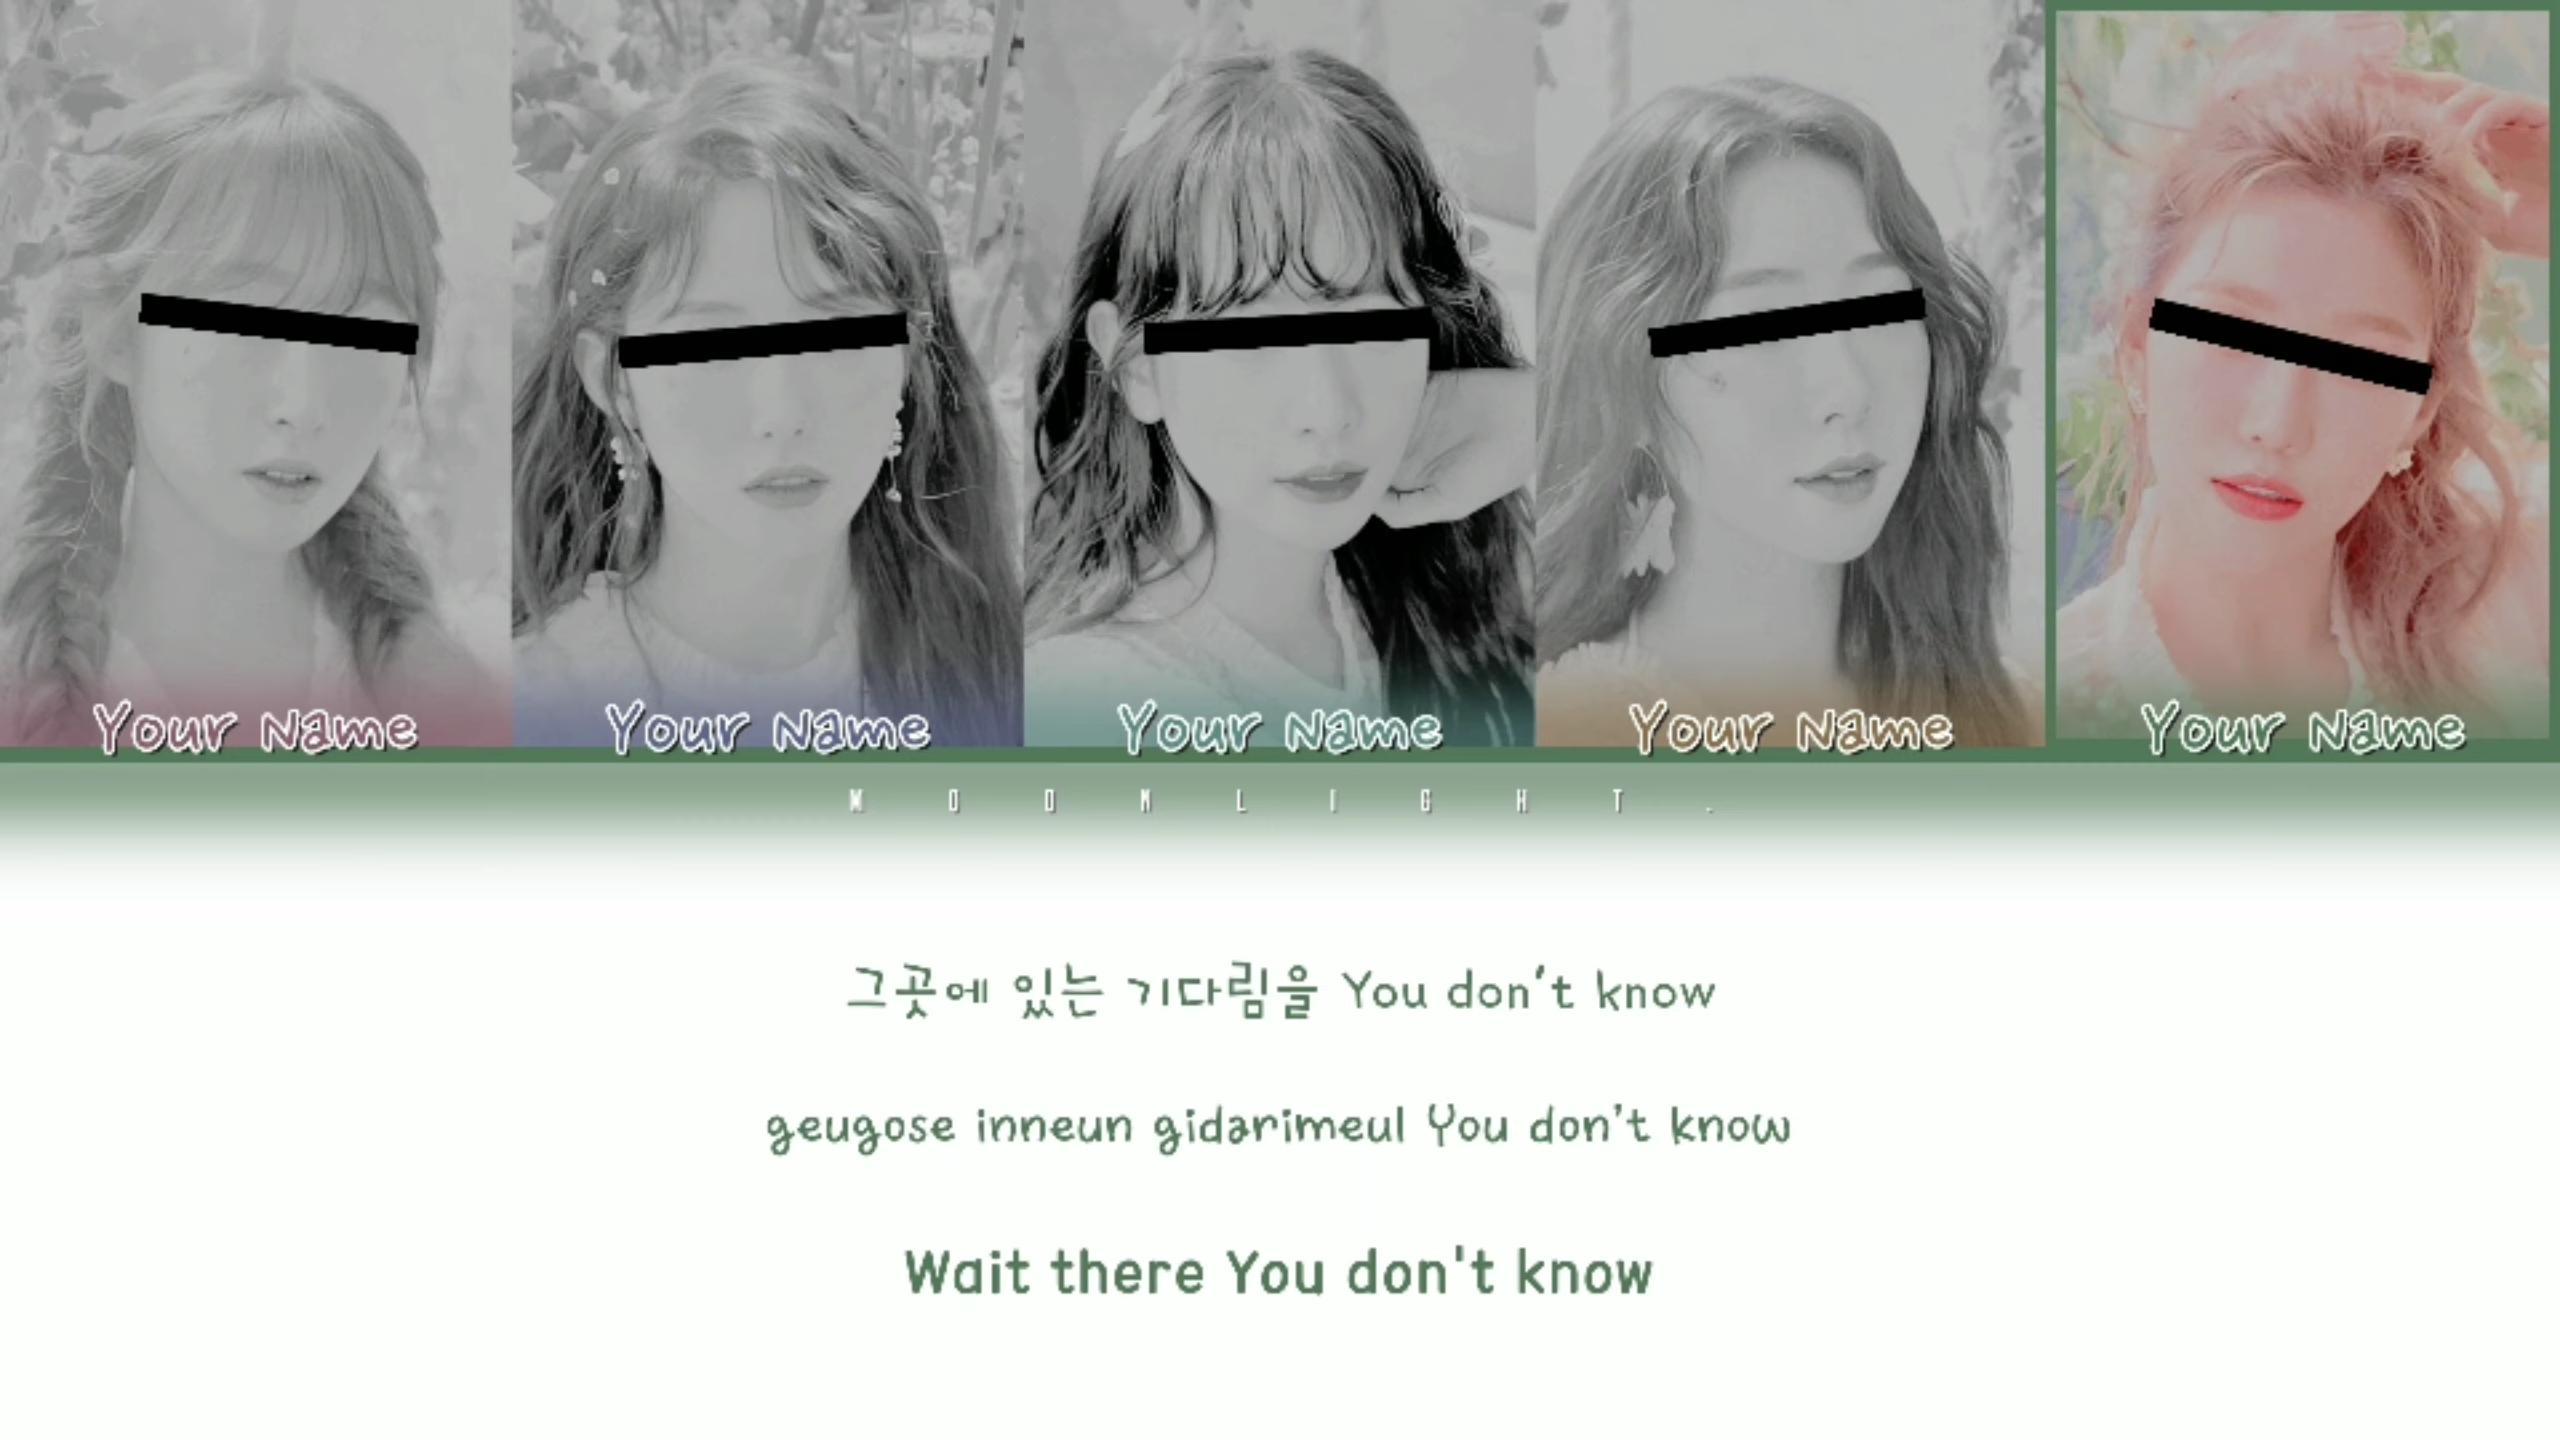 Your Name Your Name Your Name Your Name Your Name
MOONLIGHT.
그곳에 있는 기다림을 You don't know
geugose inneun gidarimeul You don't know
Wait there You don't know